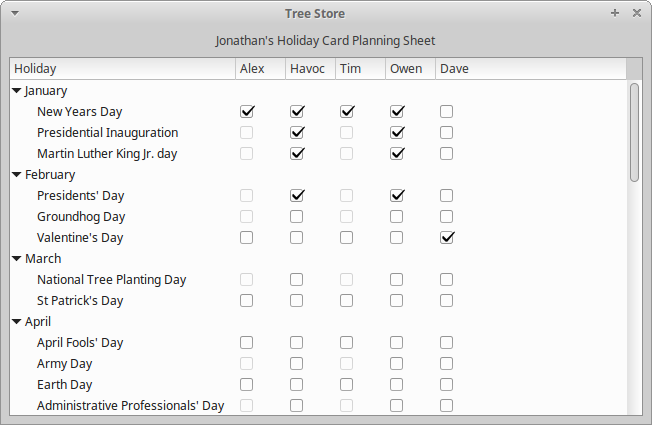 Tree Store
Jonathan's Holiday Card Planning Sheet
Holiday Alex Havoc Tim Owen Dave
January
New Years Day
Presidential Inauguration
Martin Luther King Jr. day
February
Presidents' Day
Groundhog Day
Valentine's Day
March
National Tree Planting Day
St Patrick's Day
April
April Fools' Day
Army Day
Earth Day
Administrative Professionals' Day